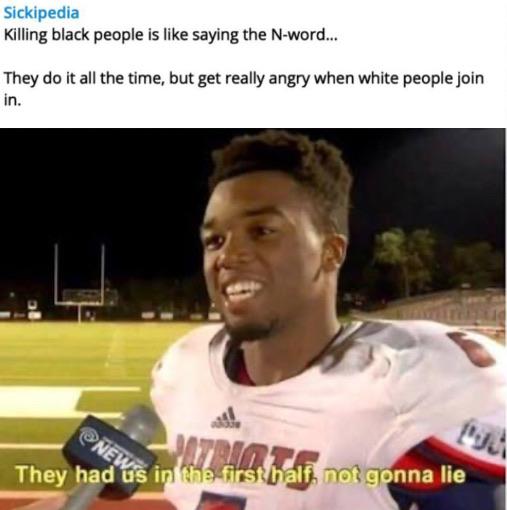 Sickipedia
Killing black people is like saying the N-word...
They do it all the time, but get really angry when white people join
in.
adidas
PATRIOTS
NEWS
They had us in the first half, not gonna lie